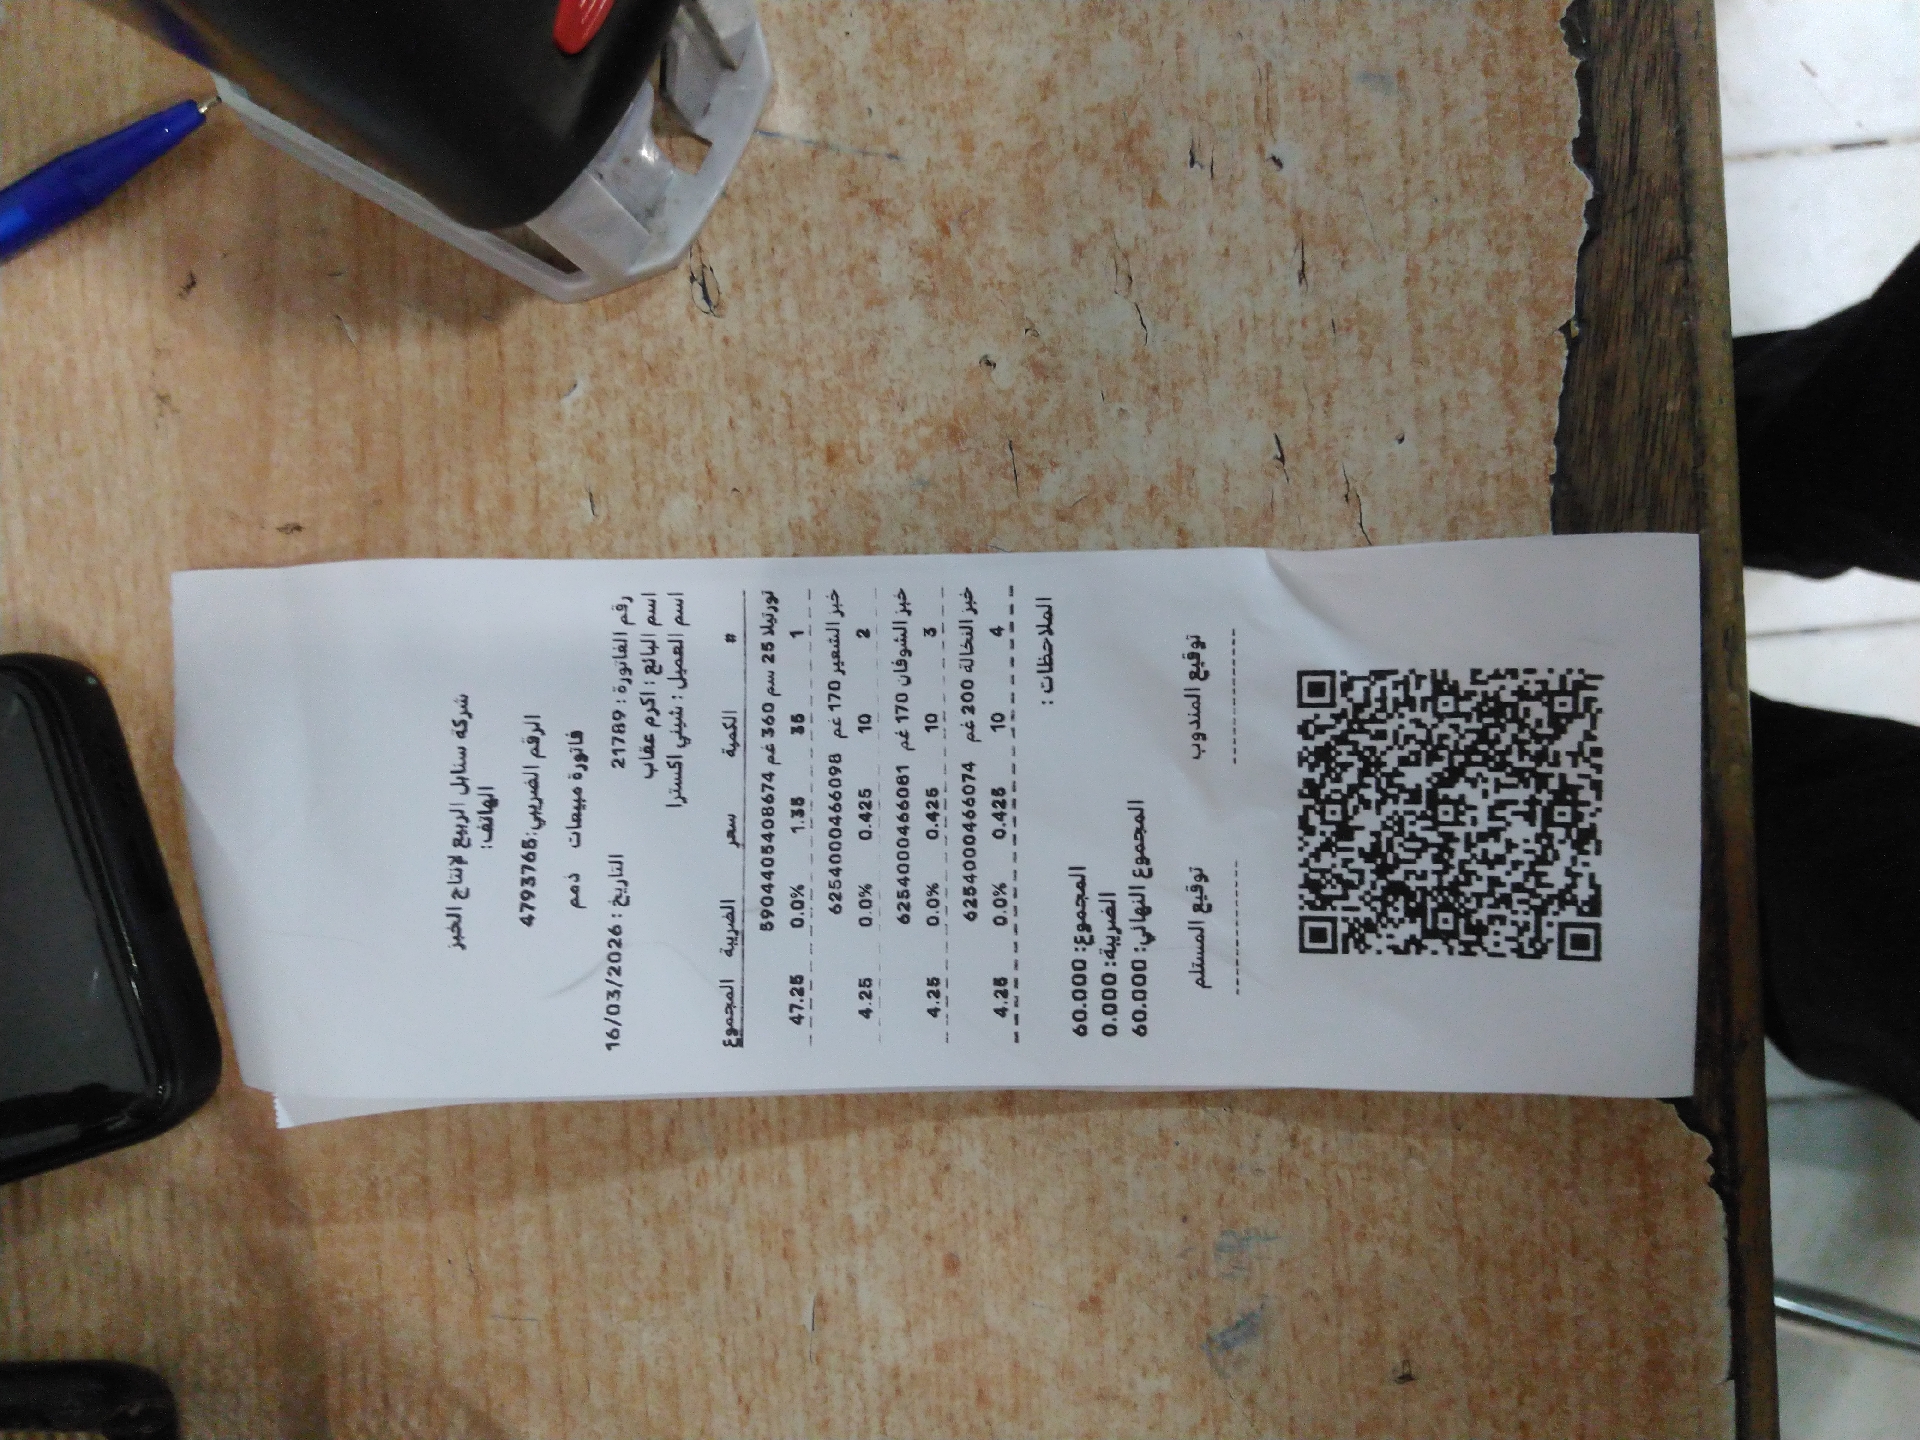 شركة سنابل الربيع لإنتاج الخبز
الهاتف:
الرقم الضريبي:4793765
فاتورة مبيعات ذمم
رقم الفاتورة : 21789 التاريخ : 16/03/2026
اسم البائع : اكرم عقاب
اسم العميل : شيني اكسترا
# الكمية سعر الضريبة المجموع
تورتيلا 25 سم 360 غم 5904405408674
1 35 1.35 0.0% 47.25
خبز الشعير 170 غم 6254000466098
2 10 0.425 0.0% 4.25
خبز الشوفان 170 غم 6254000466081
3 10 0.425 0.0% 4.25
خبز النخالة 200 غم 6254000466074
4 10 0.425 0.0% 4.25
الملاحظات :
المجموع: 60.000
الضريبة: 0.000
المجموع النهائي: 60.000
توقيع المندوب توقيع المستلم